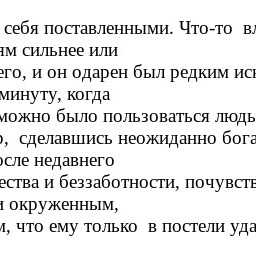 себя поставленными. Что-то вл
ям сильнее или
его, и он одарен был редким иск
минуту, когда
можно было пользоваться людь
о, сделавшись неожиданно бога
осле недавнего
ества и беззаботности, почувств
и окруженным,
м, что ему только в постели уда